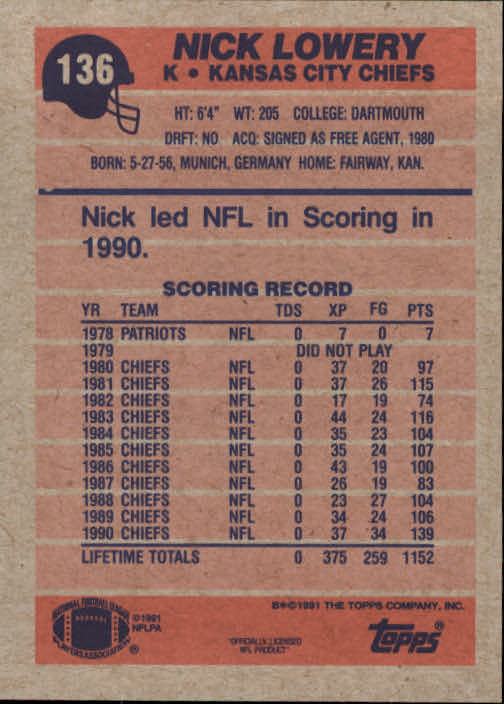 136
NICK LOWERY
K • KANSAS CITY CHIEFS
HT: 6'4" WT: 205 COLLEGE: DARTMOUTH
DRFT: NO ACQ: SIGNED AS FREE AGENT, 1980
BORN: 5-27-56, MUNICH, GERMANY HOME: FAIRWAY, KAN.
Nick led NFL in Scoring in
1990.
SCORING RECORD
YR TEAM TDS XP FG PTS
1978 PATRIOTS NFL 0 7 0 7
1979 DID NOT PLAY
1980 CHIEFS NFL 0 37 20 97
1981 CHIEFS NFL 0 37 26 115
1982 CHIEFS NFL 0 17 19 74
1983 CHIEFS NFL 0 44 24 116
1984 CHIEFS NFL 0 35 23 104
1985 CHIEFS NFL 0 35 24 107
1986 CHIEFS NFL 0 43 19 100
1987 CHIEFS NFL 0 26 19 83
1988 CHIEFS NFL 0 23 27 104
1989 CHIEFS NFL 0 34 24 106
1990 CHIEFS NFL 0 37 34 139
LIFETIME TOTALS 0 375 259 1152
NATIONAL FOOTBALL LEAGUE
PLAYERS ASSOCIATION ®
©1991
NFLPA
B*©1991 THE TOPPS COMPANY, INC.
"OFFICIALLY LICENSED
NFL PRODUCT"
Topps®